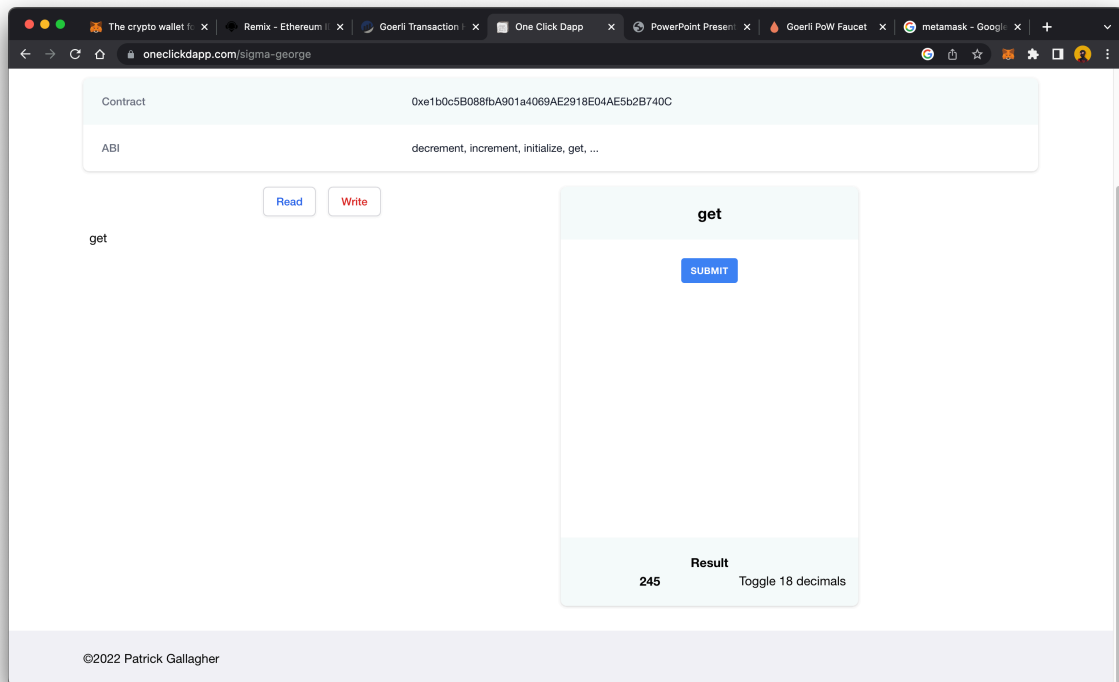 The crypto wallet fo
Remix - Ethereum I
Goerli Transaction H
One Click Dapp
PowerPoint Present
Goerli PoW Faucet
metamask - Google
oneclickdapp.com/sigma-george
Contract 0xe1b0c5B088fbA901a4069AE2918E04AE5b2B740C
ABI decrement, increment, initialize, get, ...
Read Write
get
get
SUBMIT
Result
245 Toggle 18 decimals
©2022 Patrick Gallagher